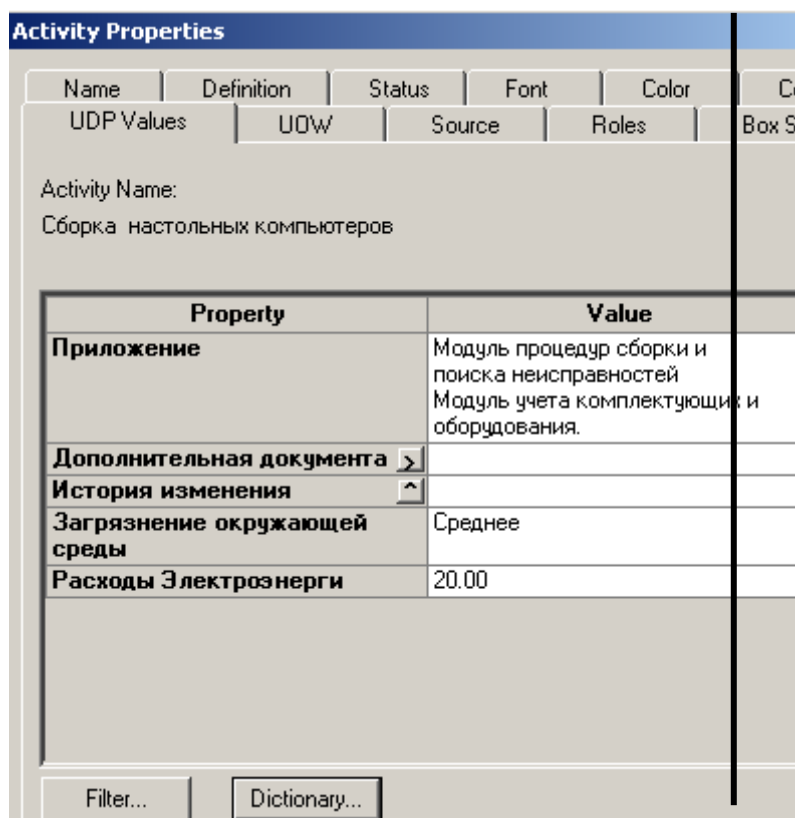 Activity Properties
Name Definition Status Font Color
UDP Values UOW Source Roles Box S
Activity Name:
Сборка настольных компьютеров
Property Value
Приложение Модуль процедур сборки и
поиска неисправностей
Модуль учета комплектующих и
оборудования.
Дополнительная документа >
История изменения ^
Загрязнение окружающей Среднее
среды
Расходы Электроэнерги 20.00
Filter... Dictionary...